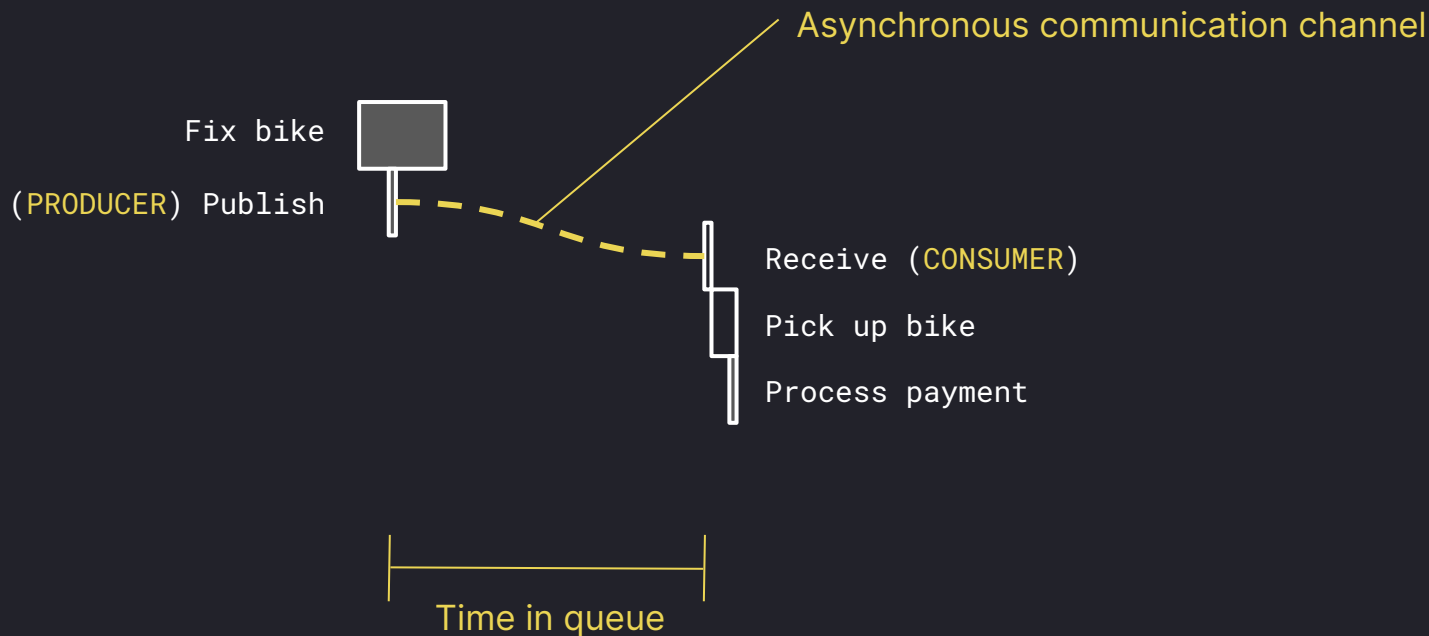 Asynchronous communication channel
Fix bike
(PRODUCER) Publish
Receive (CONSUMER)
Pick up bike
Process payment
Time in queue